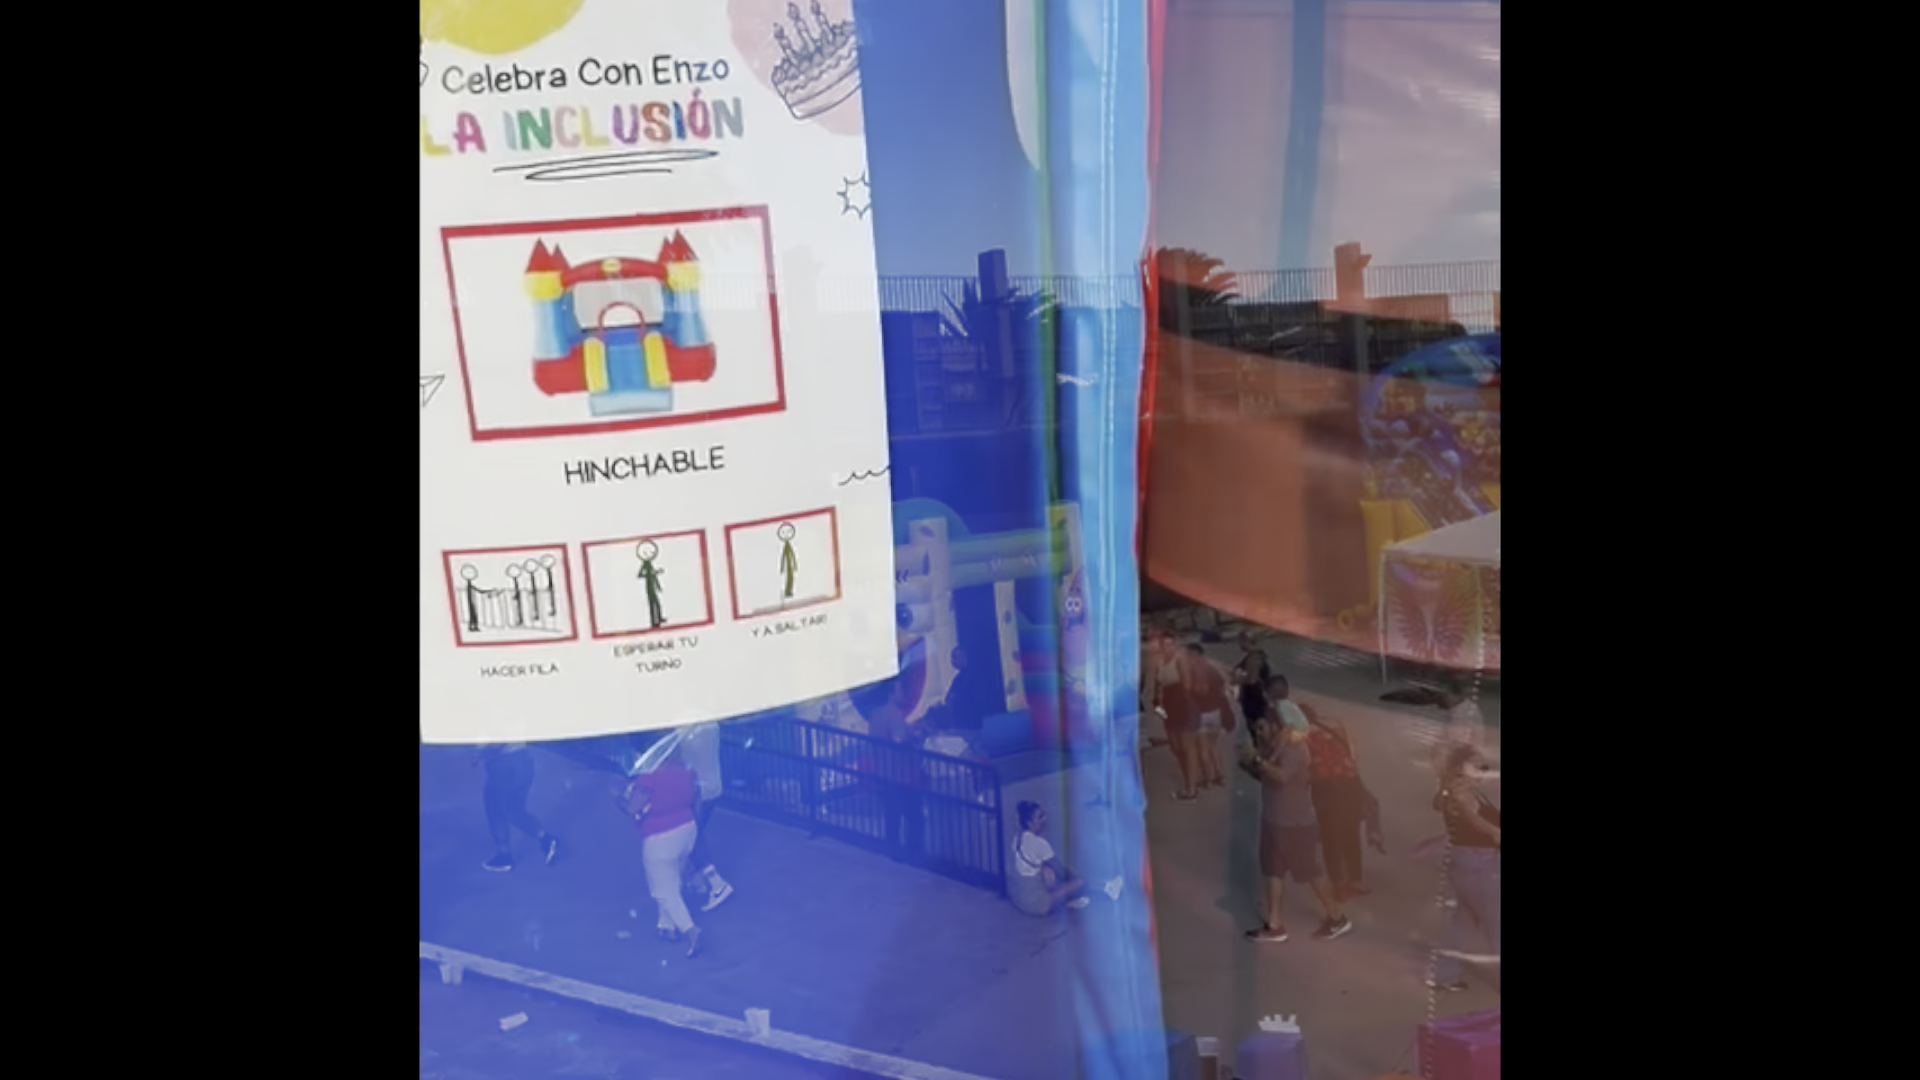 Celebra Con Enzo
LA INCLUSIÓN
HINCHABLE
HACER FILA
ESPERAR TU
TURNO
Y A SALTAR!